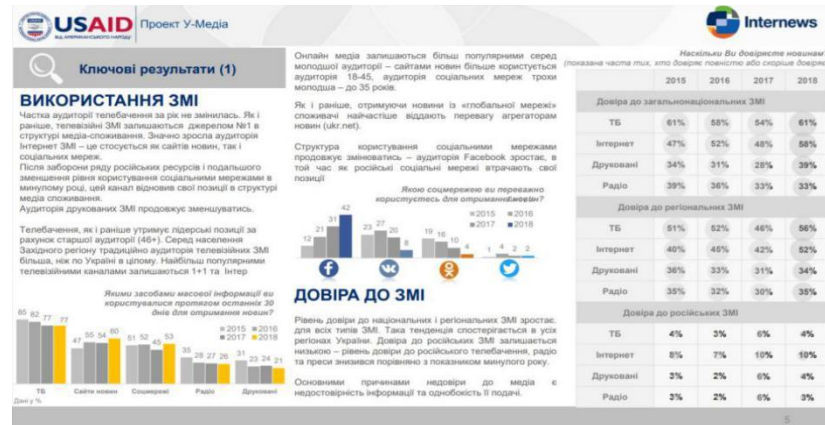 USAID
ВІД АМЕРИКАНСЬКОГО НАРОДУ
Проект У-Медіа
Internews
Ключові результати (1)
ВИКОРИСТАННЯ ЗМІ
Частка аудиторії телебачення за рік не змінилась. Як і
раніше, телевізійні ЗМІ залишаються джерелом №1 в
структурі медіа-споживання. Значно зросла аудиторія
Інтернет ЗМІ – це стосується як сайтів новин, так і
соціальних мереж.
Після заборони ряду російських ресурсів і подальшого
зменшення рівня користування соціальними мережами в
минулому році, цей канал відновив свої позиції в структурі
медіа споживання.
Аудиторія друкованих ЗМІ продовжує зменшуватись.
Телебачення, як і раніше утримує лідерські позиції за
рахунок старшої аудиторії (46+). Серед населення
Західного регіону традиційно аудиторія телевізійних ЗМІ
більша, ніж по Україні в цілому. Найбільш популярними
телевізійними каналами залишаються 1+1 та Інтер
Якими засобами масової інформації ви
користувалися протягом останніх 30
днів для отримання новин?
2015 2016
2017 2018
85 82 77 77
47 55 54 60
51 52 45 53
35 28 27 26
31 23 24 21
ТБ Сайти новин Соцмережі Радіо Друковані
Дані у %
Онлайн медіа залишаються більш популярними серед
молодшої аудиторії – сайтами новин більше користується
аудиторія 18-45, аудиторія соціальних мереж трохи
молодша – до 35 років.
Як і раніше, отримуючи новини із «глобальної мережі»
споживачі найчастіше віддають перевагу агрегаторам
новин (ukr.net).
Структура користування соціальними мережами
продовжує змінюватись – аудиторія Facebook зростає, в
той час як російські соціальні мережі втрачають свої
позиції
Якою соцмережею ви переважно
користуєтесь для отримання новин?
2015 2016
2017 2018
12 21 31 42
23 27 20 8
19 16 10 4
1 4 2 2
ДОВІРА ДО ЗМІ
Рівень довіри до національних і регіональних ЗМІ зростає
для всіх типів ЗМІ. Така тенденція спостерігається в усіх
регіонах України. Довіра до російських ЗМІ залишається
низькою – рівень довіри до російського телебачення, радіо
та преси знизився порівняно з показником минулого року.
Основними причинами недовіри до медіа є
недостовірність інформації та однобокість її подачі.
Наскільки Ви довіряєте новинам
(показана частка тих, хто довіряє повністю або скоріше довіряє
2015 2016 2017 2018
Довіра до загальнонаціональних ЗМІ
ТБ 61% 58% 54% 61%
Інтернет 47% 52% 48% 58%
Друковані 34% 31% 28% 39%
Радіо 39% 36% 33% 33%
Довіра до регіональних ЗМІ
ТБ 51% 52% 46% 56%
Інтернет 40% 45% 42% 52%
Друковані 36% 33% 31% 34%
Радіо 35% 32% 30% 35%
Довіра до російських ЗМІ
ТБ 4% 3% 6% 4%
Інтернет 8% 7% 10% 10%
Друковані 3% 2% 6% 4%
Радіо 3% 2% 6% 3%
5